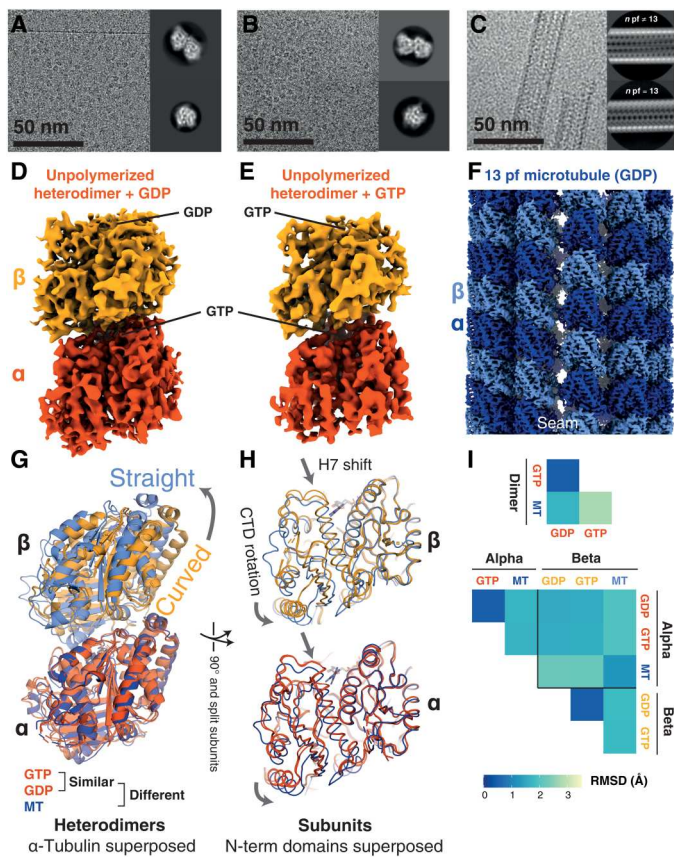 A
50 nm
B
50 nm
C
n pf ≠ 13
n pf = 13
50 nm
D
Unpolymerized
heterodimer + GDP
GDP
β
GTP
α
E
Unpolymerized
heterodimer + GTP
GTP
F
13 pf microtubule (GDP)
β
α
Seam
G
Straight
β
Curved
α
90° and split subunits
GTP
GDP
MT
Similar
Different
Heterodimers
α-Tubulin superposed
H
H7 shift
CTD rotation
β
α
Subunits
N-term domains superposed
I
Dimer
GTP
MT
GDP GTP
Alpha Beta
GTP MT GDP GTP MT
GDP
GTP
MT
Alpha
GDP
GTP
Beta
RMSD (Å)
0 1 2 3